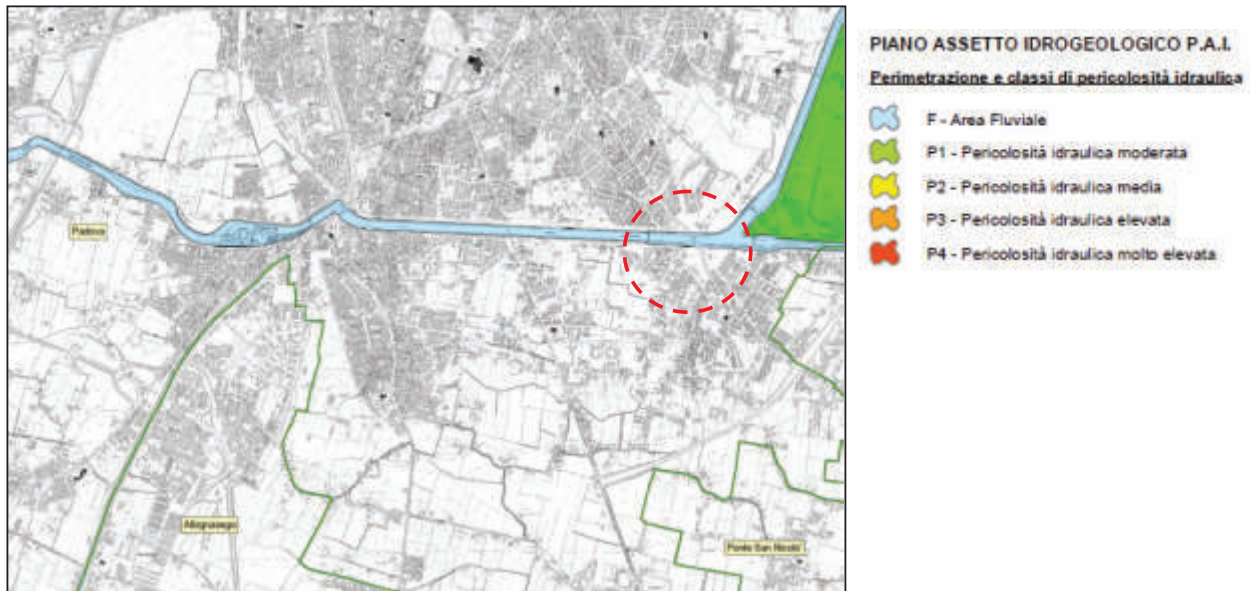 PIANO ASSETTO IDROGEOLOGICO P.A.I.
Perimetrazione e classi di pericolosità idraulica
F - Area Fluviale
P1 - Pericolosità idraulica moderata
P2 - Pericolosità idraulica media
P3 - Pericolosità idraulica elevata
P4 - Pericolosità idraulica molto elevata
Padova
Albignasego
Ponte San Nicolò